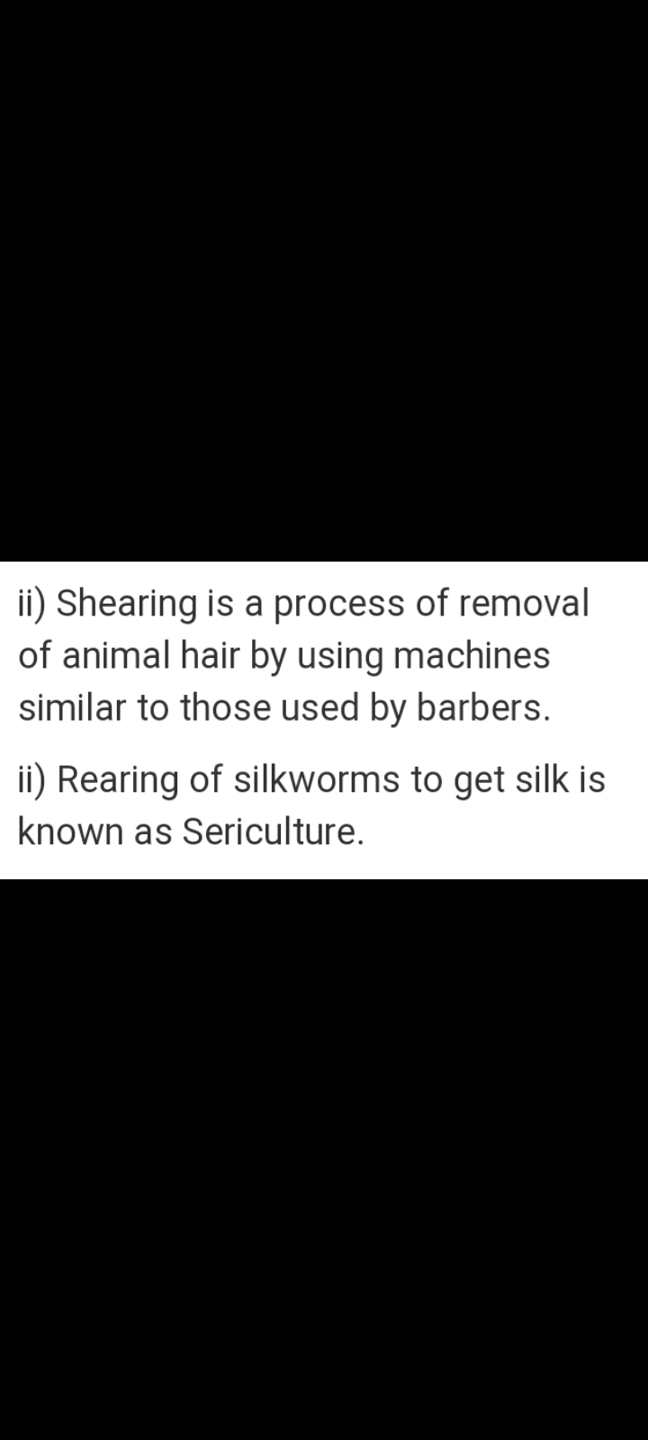 ii) Shearing is a process of removal
of animal hair by using machines
similar to those used by barbers.
ii) Rearing of silkworms to get silk is
known as Sericulture.